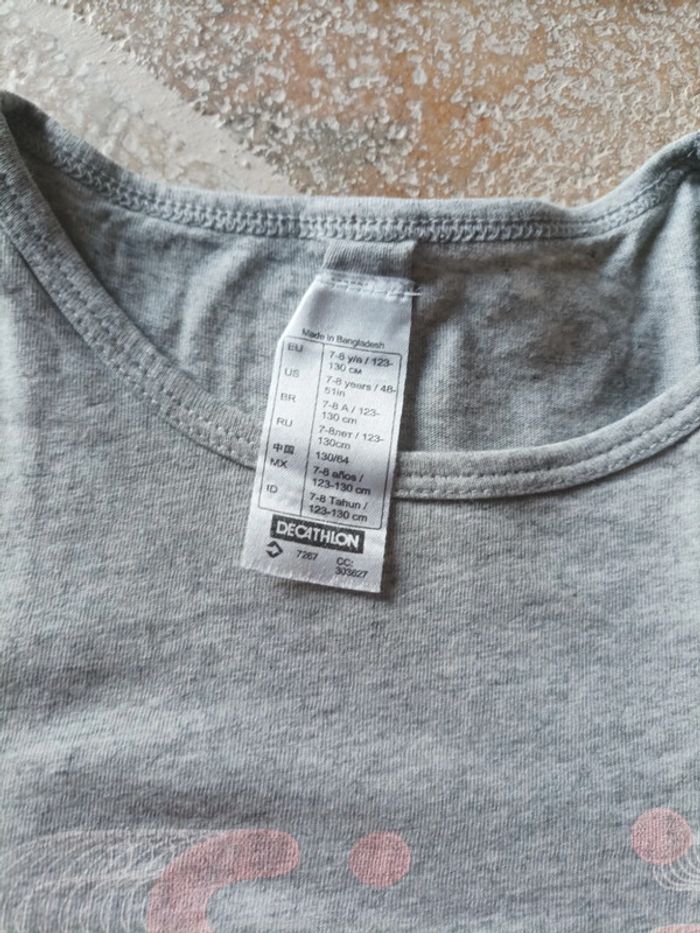 Made in Bangladesh
EU 7-8 y/a / 123-
130 CM
US 7-8 years / 48-
51in
BR 7-8 A / 123-
130 cm
RU 7-8лет / 123-
130cm
中国 130/64
MX 7-8 años /
123-130 cm
ID 7-8 Tahun /
123-130 cm
DECATHLON
7267 CC:
303627